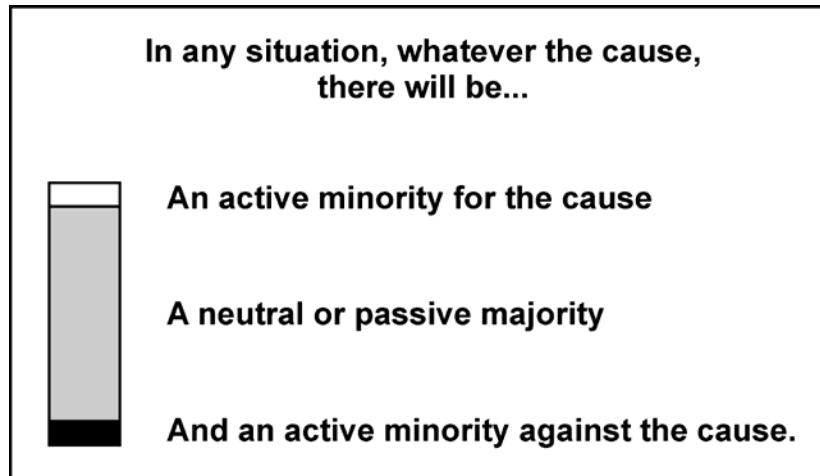 In any situation, whatever the cause,
there will be...
An active minority for the cause
A neutral or passive majority
And an active minority against the cause.